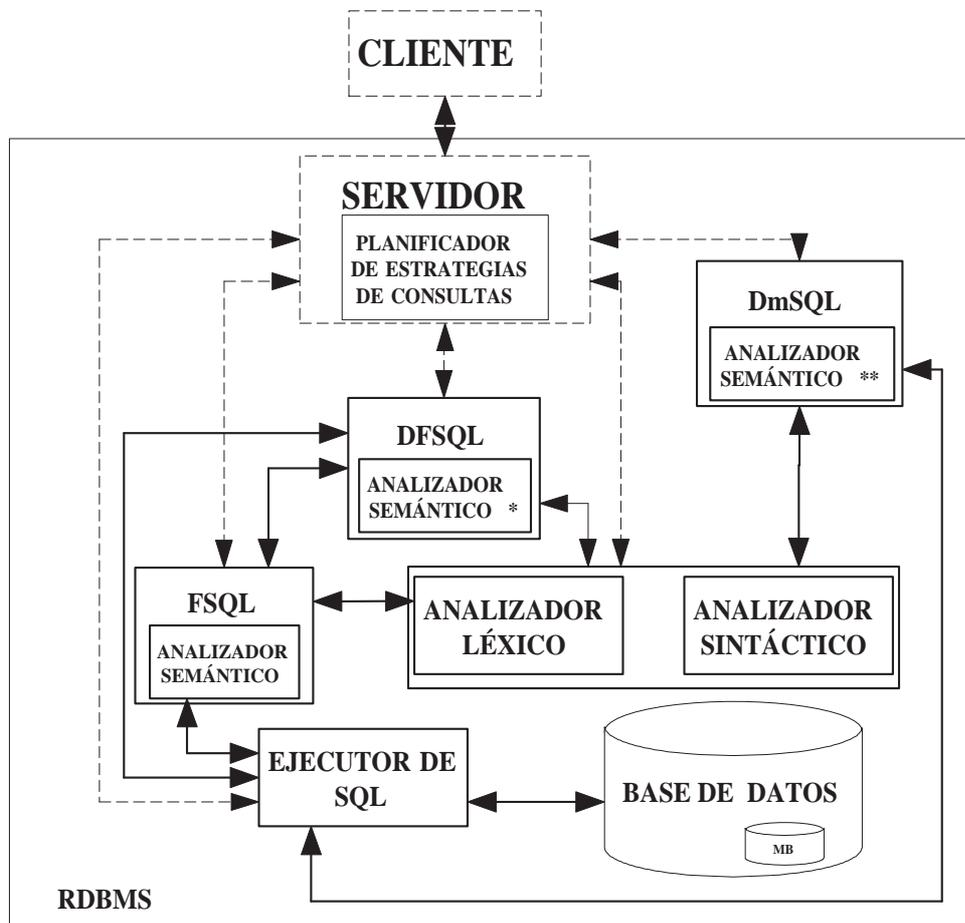 CLIENTE
SERVIDOR
PLANIFICADOR
DE ESTRATEGIAS
DE CONSULTAS
DmSQL
ANALIZADOR
SEMÁNTICO **
DFSQL
ANALIZADOR
SEMÁNTICO *
FSQL
ANALIZADOR
SEMÁNTICO
ANALIZADOR
LÉXICO
ANALIZADOR
SINTÁCTICO
EJECUTOR DE
SQL
BASE DE DATOS
MB
RDBMS